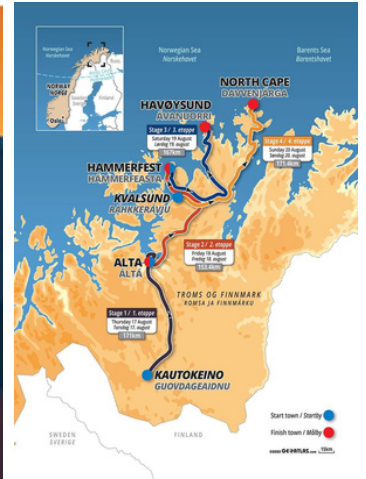 Norwegian Sea
Norskehavet
Barents Sea
Barentshavet
NORWAY
NORGE
Oslo
NORTH CAPE
DAVVENJÁRGA
HAVØYSUND
ÁVANUORRI
Stage 3 / 3. etappe
Saturday 19 August
Lørdag 19. august
Stage 4 / 4. etappe
Sunday 20 August
Søndag 20. august
171.4km
HAMMERFEST
HÁMMERFEASTA
KVALSUND
RÁHKKERÁVJU
Stage 2 / 2. etappe
Friday 18 August
Fredag 18. august
153.4km
ALTA
ÁLTÁ
TROMS OG FINNMARK
ROMSA JA FINNMÁRKU
Stage 1 / 1. etappe
Thursday 17 August
Torsdag 17. august
171km
KAUTOKEINO
GUOVDAGEAIDNU
SWEDEN
SVERIGE
FINLAND
Start town / Startby
Finish town / Målby
15km